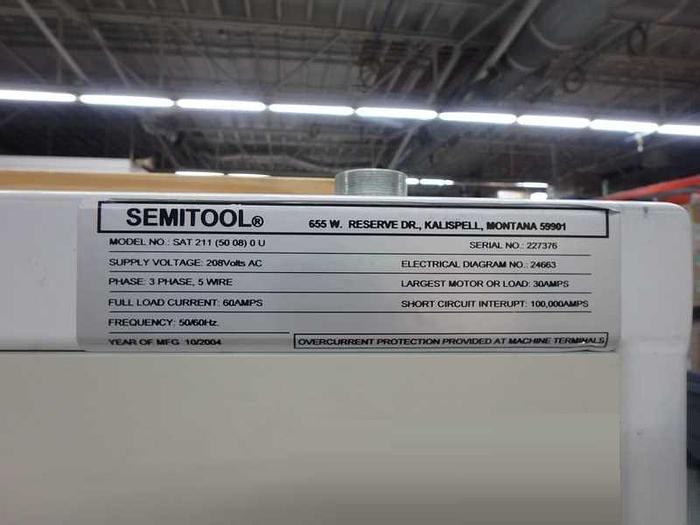 SEMITOOL® 655 W. RESERVE DR., KALISPELL, MONTANA 59901
MODEL NO.: SAT 211 (50 08) 0 U SERIAL NO.: 227376
SUPPLY VOLTAGE: 208Volts AC ELECTRICAL DIAGRAM NO.: 24663
PHASE: 3 PHASE, 5 WIRE LARGEST MOTOR OR LOAD: 30AMPS
FULL LOAD CURRENT: 60AMPS SHORT CIRCUIT INTERUPT: 100,000AMPS
FREQUENCY: 50/60Hz.
YEAR OF MFG 10/2004 OVERCURRENT PROTECTION PROVIDED AT MACHINE TERMINALS